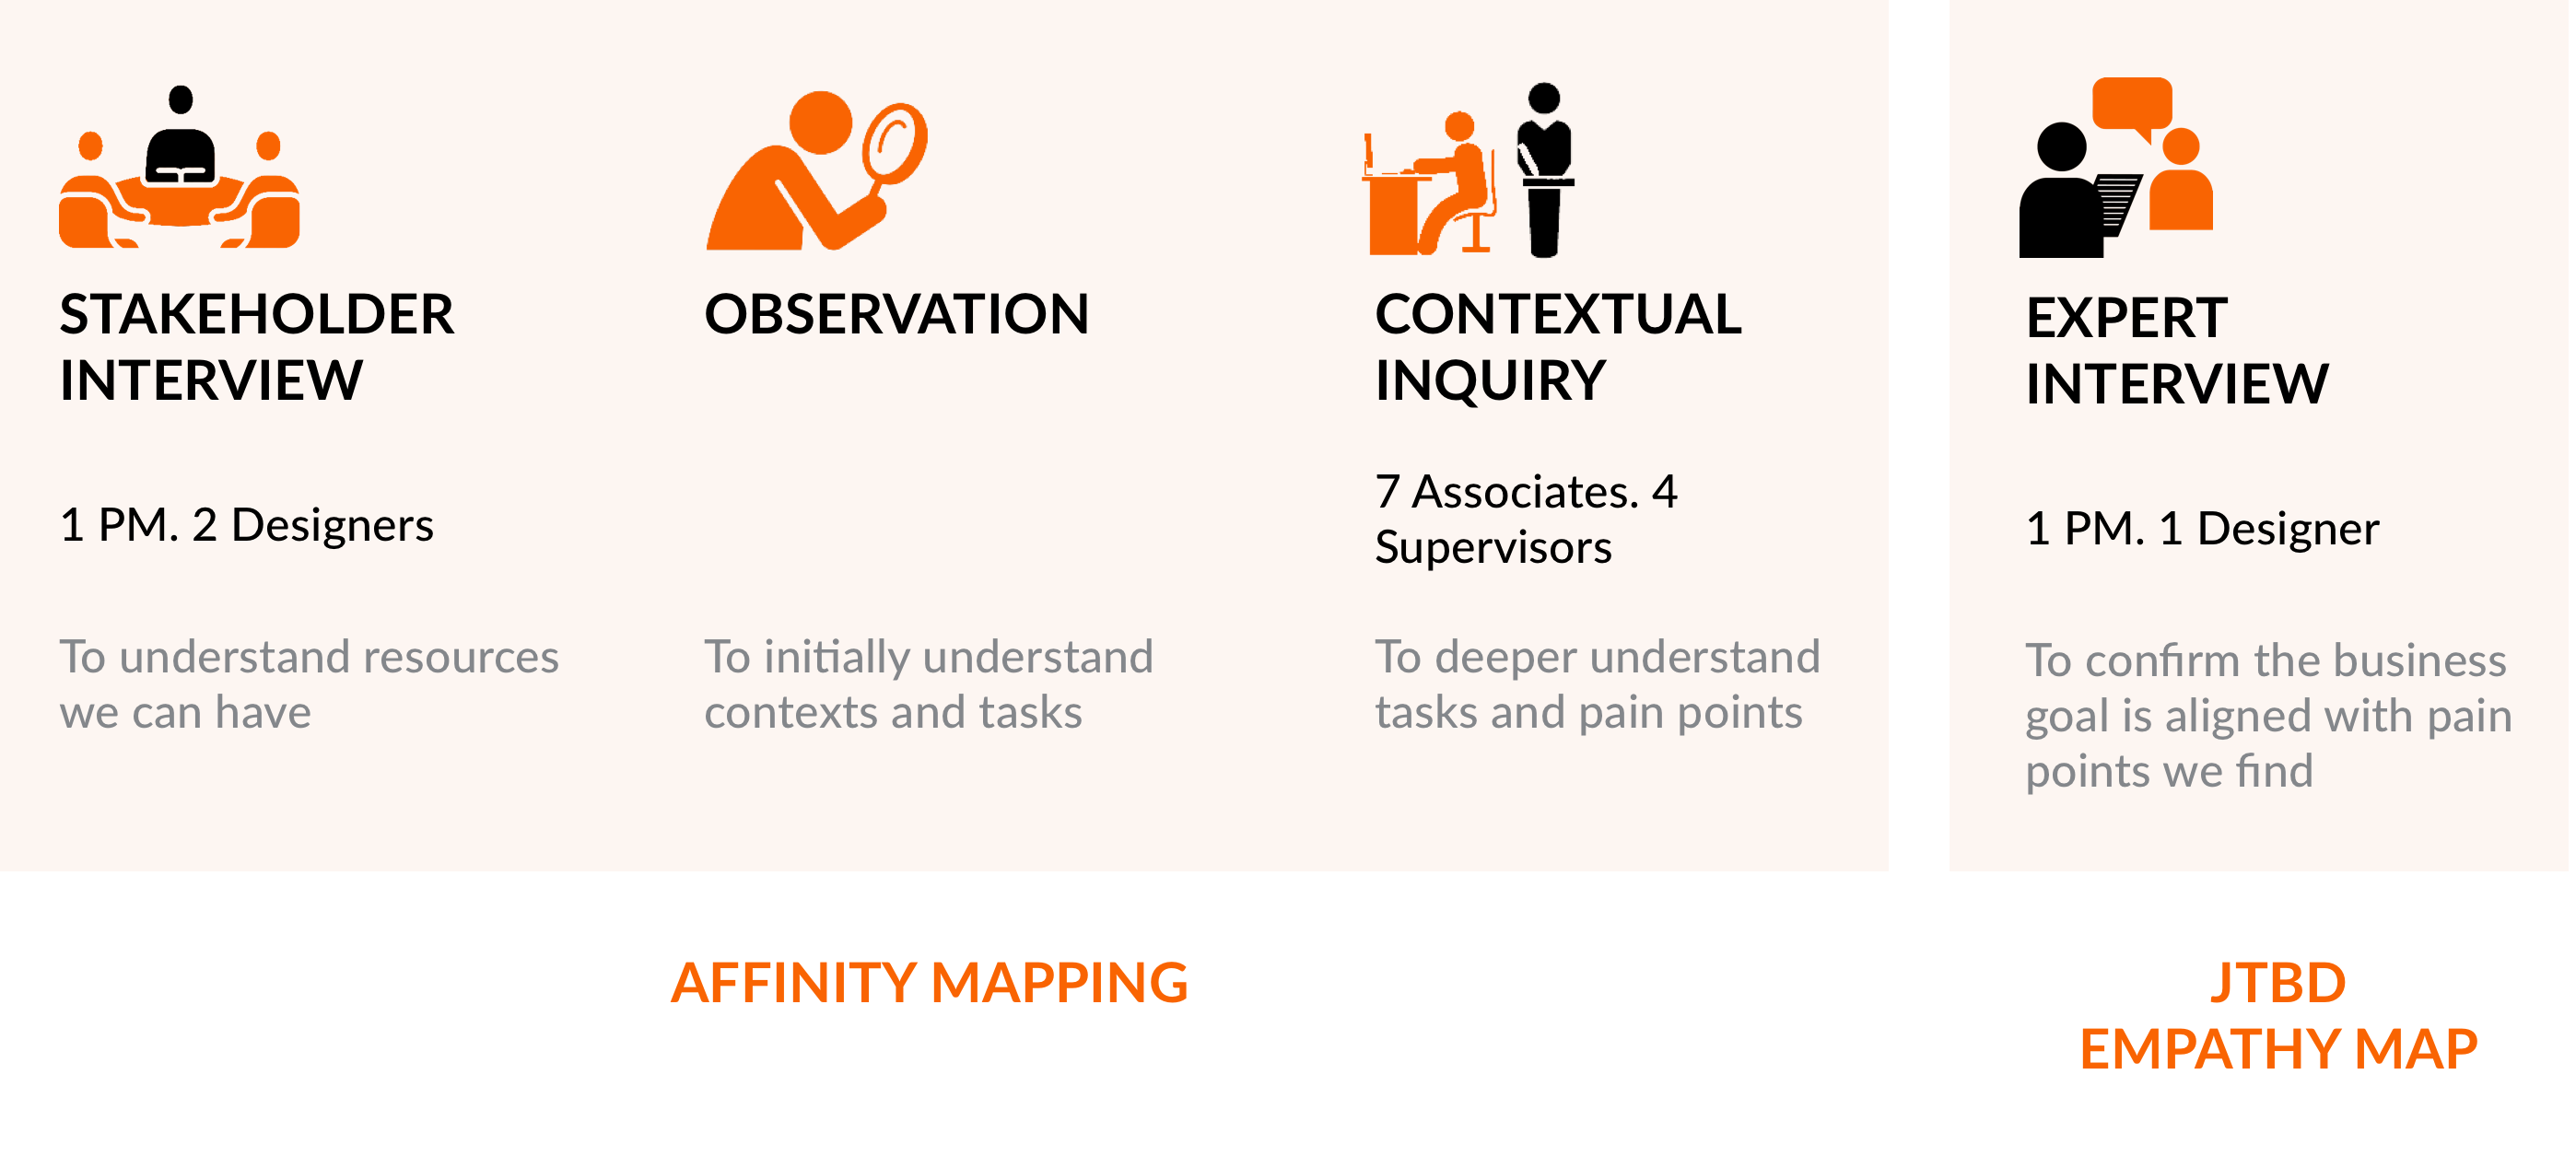 STAKEHOLDER
INTERVIEW
1 PM. 2 Designers
To understand resources
we can have
OBSERVATION
To initially understand
contexts and tasks
CONTEXTUAL
INQUIRY
7 Associates. 4
Supervisors
To deeper understand
tasks and pain points
EXPERT
INTERVIEW
1 PM. 1 Designer
To confirm the business
goal is aligned with pain
points we find
AFFINITY MAPPING
JTBD
EMPATHY MAP